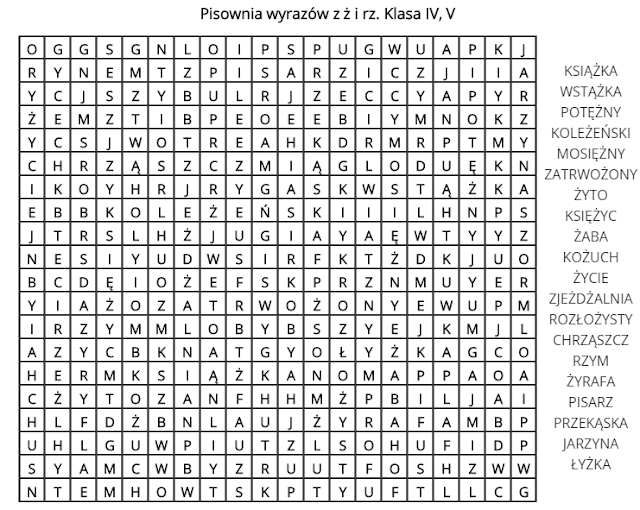 Pisownia wyrazów z ż i rz. Klasa IV, V
O G G S G N L O I P S P U G W U A P K J
R Y N E M T Z P I S A R Z I C Z J I I A
Y C J S Z Y B U L R J Z E C C Y A P Y R
Ż E M Z T I B P E O E E B I Y M N O K Z
Y C S J W O T R E A H K D R M R P T M Y
C H R Z Ą S Z C Z M I Ą G L O D U Ę K N
I K O Y H R J R Y G A S K W S T Ą Ż K A
E B B K O L E Ż E Ń S K I I I L H N P S
J T R S L H Ż J U G I A Y A Ę W T Y Y Z
N E S I Y U D W S I R F K T Ż D K J U O
B C D Ę I O Ż E F S K P R Z N M U Y E R
Y I A Ż O Z A T R W O Ż O N Y E W U P M
I R Z Y M M L O B Y B S Z Y E J K M J L
A Z Y C B K N A T G Y O Ł Y Ż K A G C O
H E R M K S I Ą Ż K A N O M A P P A O A
C Ż Y T O Z A N F H H M Ż P B I L J A I
H L F D Ż B N L A U J Ż Y R A F A M B P
U H L G U W P I U T Z L S O H U F I D P
S Y A M C W B Y Z R U U T F O S H Z W W
N T E M H O W T S K P T Y U F T L L C G
KSIĄŻKA
WSTĄŻKA
POTĘŻNY
KOLEŻEŃSKI
MOSIĘŻNY
ZATRWOŻONY
ŻYTO
KSIĘŻYC
ŻABA
KOŻUCH
ŻYCIE
ZJEŻDŻALNIA
ROZŁOŻYSTY
CHRZĄSZCZ
RZYM
ŻYRAFA
PISARZ
PRZEKĄSKA
JARZYNA
ŁYŻKA